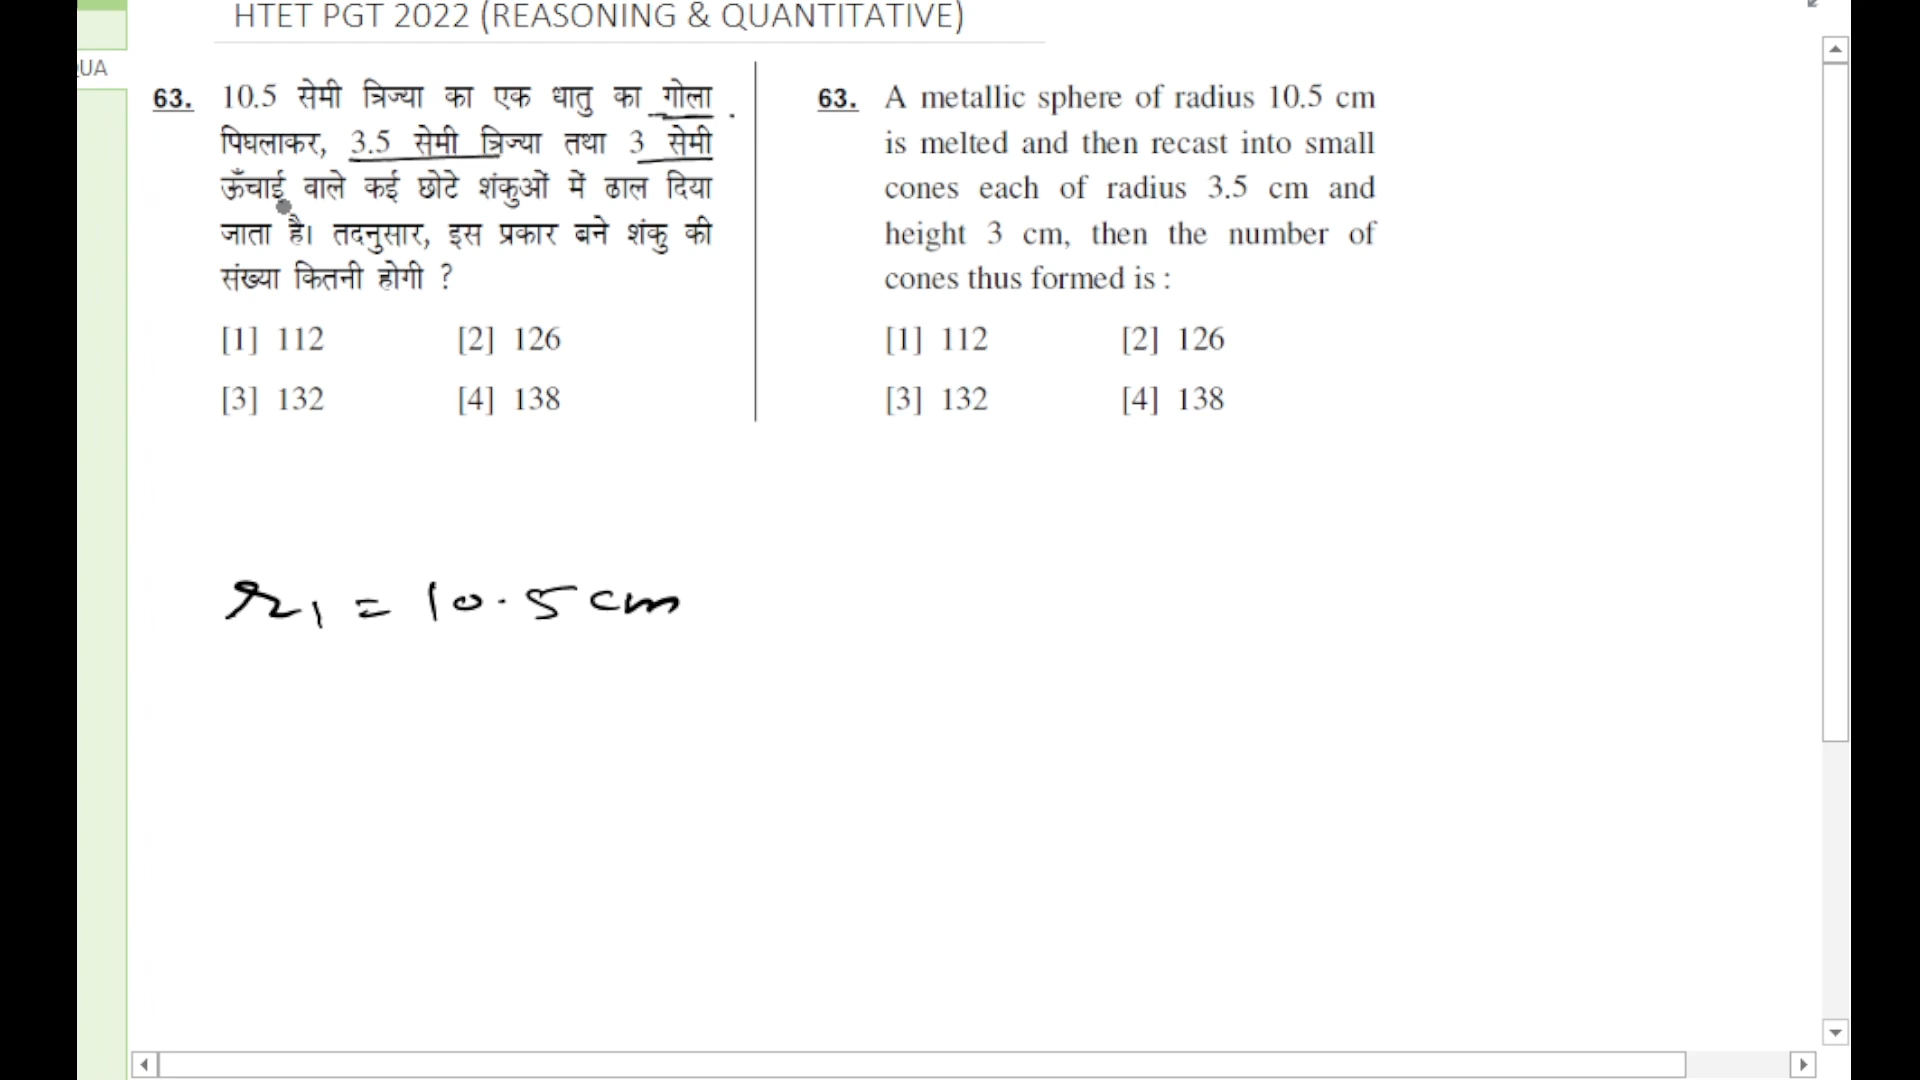 HTET PGT 2022 (REASONING & QUANTITATIVE)
QUA
63. 10.5 सेमी त्रिज्या का एक धातु का गोला
पिघलाकर, 3.5 सेमी त्रिज्या तथा 3 सेमी
ऊँचाई वाले कई छोटे शंकुओं में ढाल दिया
जाता है। तदनुसार, इस प्रकार बने शंकु की
संख्या कितनी होगी ?
[1] 112 [2] 126
[3] 132 [4] 138
63. A metallic sphere of radius 10.5 cm
is melted and then recast into small
cones each of radius 3.5 cm and
height 3 cm, then the number of
cones thus formed is :
[1] 112 [2] 126
[3] 132 [4] 138
r₁ = 10.5 cm